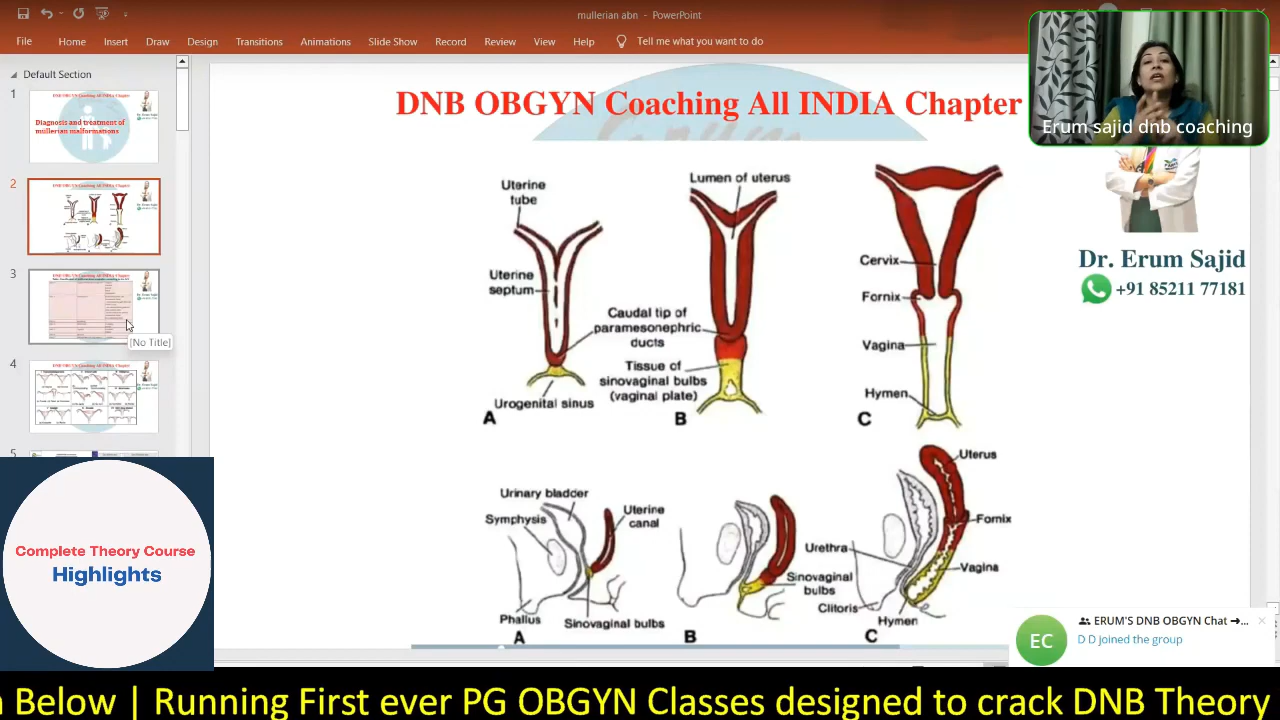 mullerian abn - PowerPoint
File Home Insert Draw Design Transitions Animations Slide Show Record Review View Help Tell me what you want to do
Erum sajid dnb coaching
Default Section
1
Diagnosis and treatment of
mullerian malformations
2
3
[No Title]
4
5
DNB OBGYN Coaching All INDIA Chapter
Uterine
tube
Uterine
septum
Urogenital sinus
A
Lumen of uterus
Caudal tip of
paramesonephric
ducts
Tissue of
sinovaginal bulbs
(vaginal plate)
B
Cervix
Fornix
Vagina
Hymen
C
Urinary bladder
Symphysis
Uterine
canal
Phallus
Sinovaginal bulbs
A
Sinovaginal
bulbs
B
Uterus
Fornix
Urethra
Vagina
Clitoris
Hymen
C
Dr. Erum Sajid
+91 85211 77181
Complete Theory Course
Highlights
EC
ERUM'S DNB OBGYN Chat ➞...
D D joined the group
n Below | Running First ever PG OBGYN Classes designed to crack DNB Theory